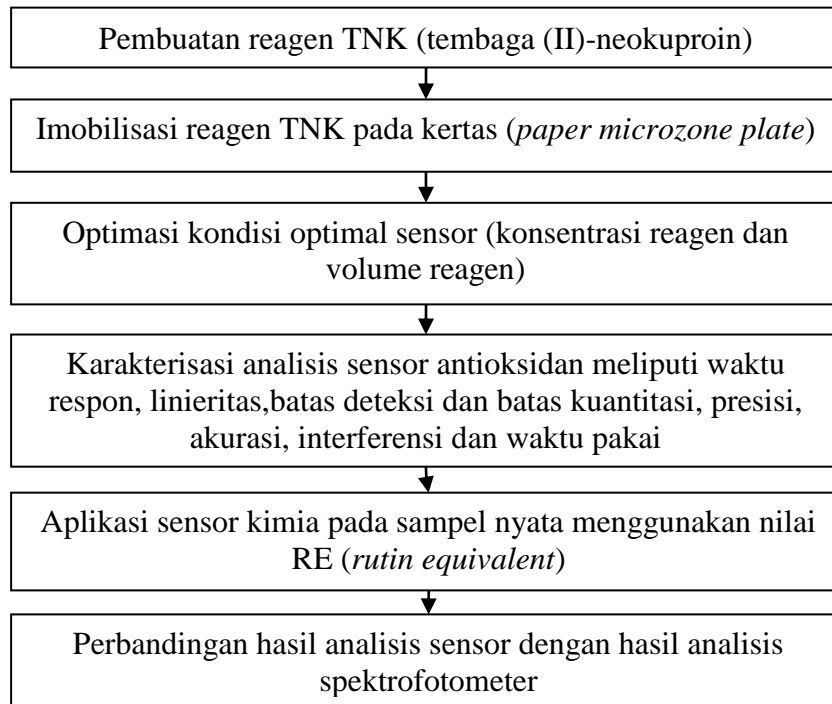 Pembuatan reagen TNK (tembaga (II)-neokuproin)
Imobilisasi reagen TNK pada kertas (paper microzone plate)
Optimasi kondisi optimal sensor (konsentrasi reagen dan
volume reagen)
Karakterisasi analisis sensor antioksidan meliputi waktu
respon, linieritas,batas deteksi dan batas kuantitasi, presisi,
akurasi, interferensi dan waktu pakai
Aplikasi sensor kimia pada sampel nyata menggunakan nilai
RE (rutin equivalent)
Perbandingan hasil analisis sensor dengan hasil analisis
spektrofotometer